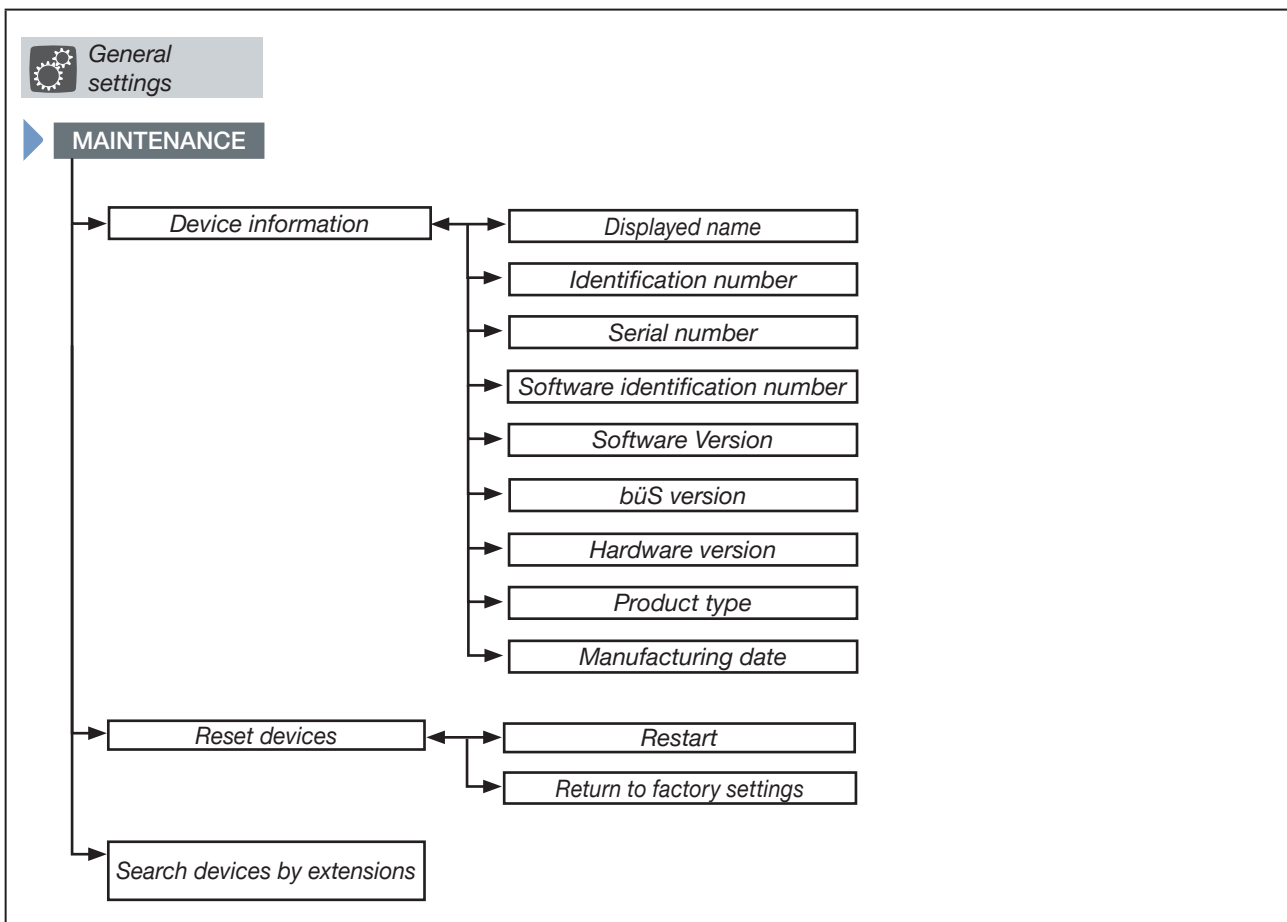 General
settings
MAINTENANCE
Device information
Displayed name
Identification number
Serial number
Software identification number
Software Version
büS version
Hardware version
Product type
Manufacturing date
Reset devices
Restart
Return to factory settings
Search devices by extensions